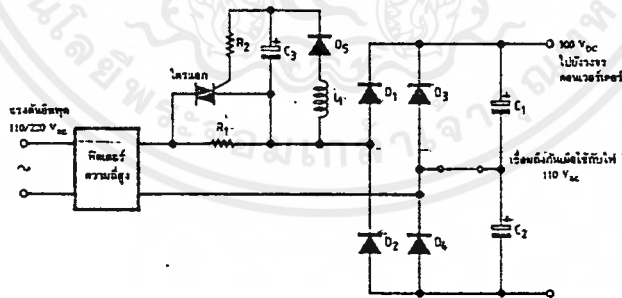 R2
C3
D5
ไตรแอก
L1
R1
D1
D3
C1
300 VDC
ไปยังวงจร
คอนเวอร์เตอร์
แรงดันอินพุต
110/220 Vac
~
ฟิลเตอร์
ความถี่สูง
เชื่อมถึงกันเมื่อใช้กับไฟ
110 Vac
D2
D4
C2